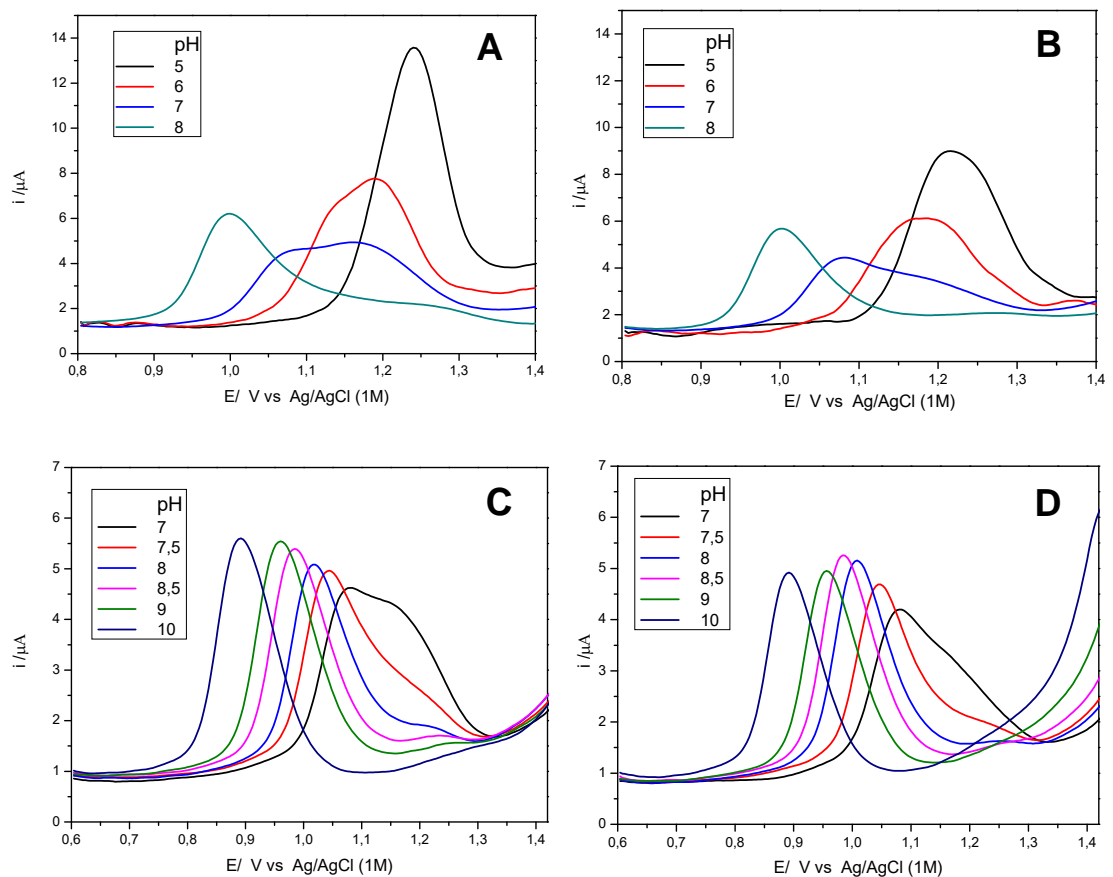 A
pH
5
6
7
8
14
12
10
8
6
4
2
0
i /µA
0,8 0,9 1,0 1,1 1,2 1,3 1,4
E/ V vs Ag/AgCl (1M)
B
pH
5
6
7
8
14
12
10
8
6
4
2
0
i /µA
0,8 0,9 1,0 1,1 1,2 1,3 1,4
E/ V vs Ag/AgCl (1M)
C
pH
7
7,5
8
8,5
9
10
7
6
5
4
3
2
1
0
i /µA
0,6 0,7 0,8 0,9 1,0 1,1 1,2 1,3 1,4
E/ V vs Ag/AgCl (1M)
D
pH
7
7,5
8
8,5
9
10
7
6
5
4
3
2
1
0
i /µA
0,6 0,7 0,8 0,9 1,0 1,1 1,2 1,3 1,4
E/ V vs Ag/AgCl (1M)